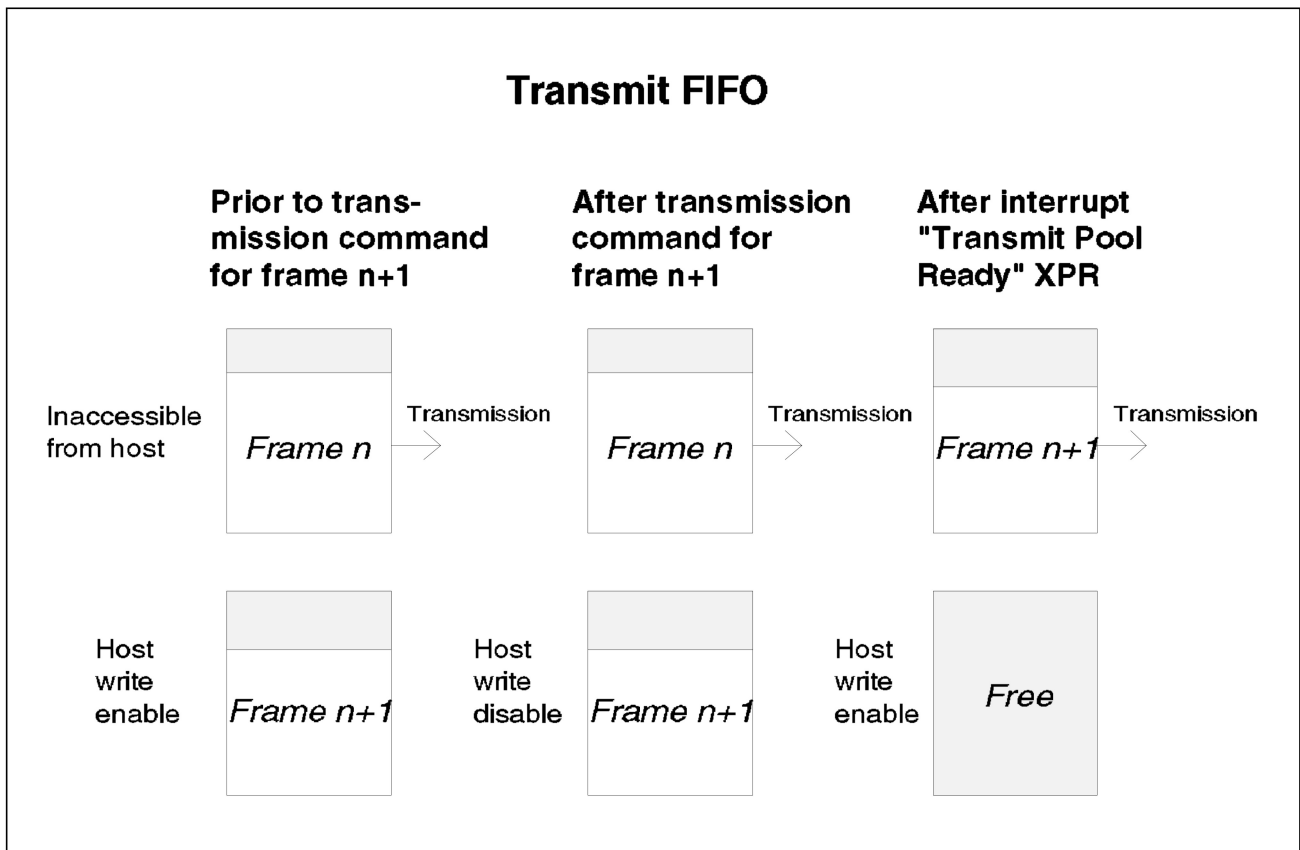 Transmit FIFO
Prior to trans-
mission command
for frame n+1
After transmission
command for
frame n+1
After interrupt
"Transmit Pool
Ready" XPR
Inaccessible
from host
Frame n
Transmission
Frame n
Transmission
Frame n+1
Transmission
Host
write
enable
Frame n+1
Host
write
disable
Frame n+1
Host
write
enable
Free